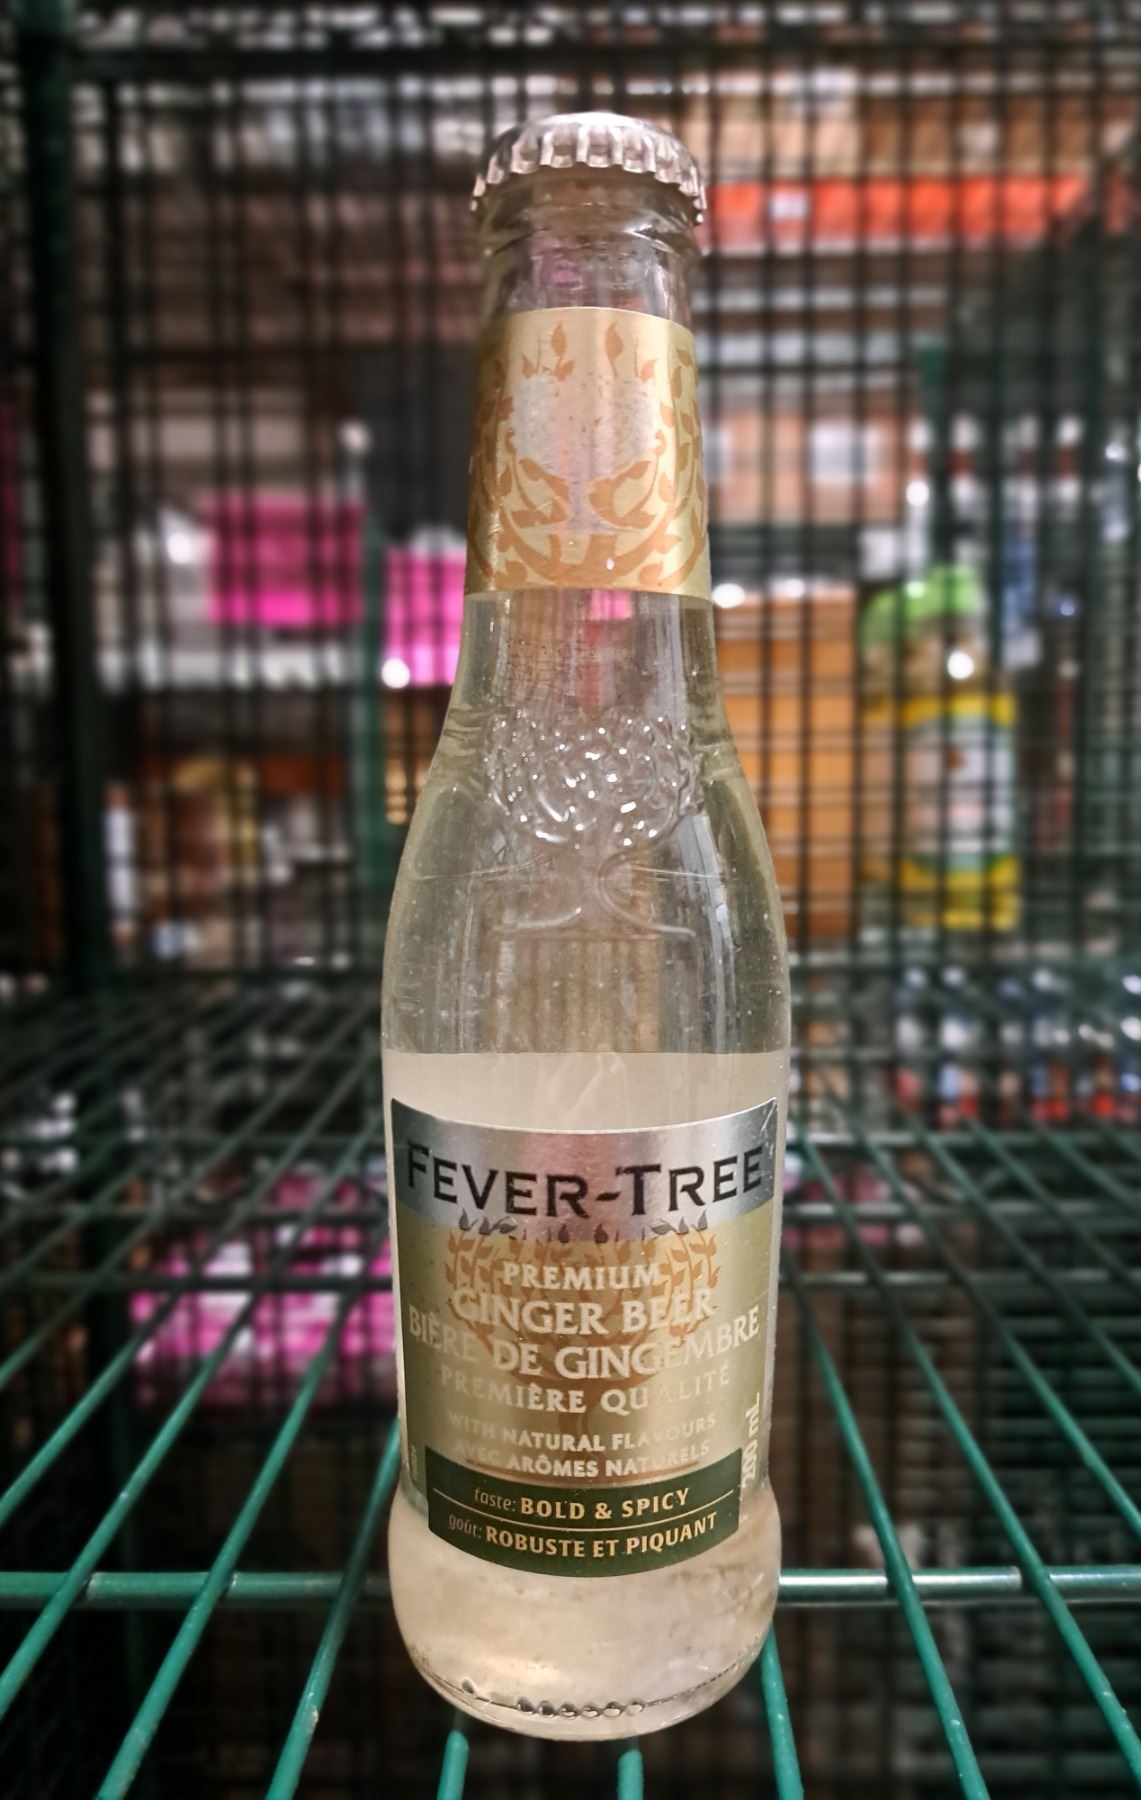 FEVER-TREE
PREMIUM
GINGER BEER
BIÈRE DE GINGEMBRE
PREMIÈRE QUALITÉ
WITH NATURAL FLAVOURS
AVEC ARÔMES NATURELS
200 mL
taste: BOLD & SPICY
goût: ROBUSTE ET PIQUANT